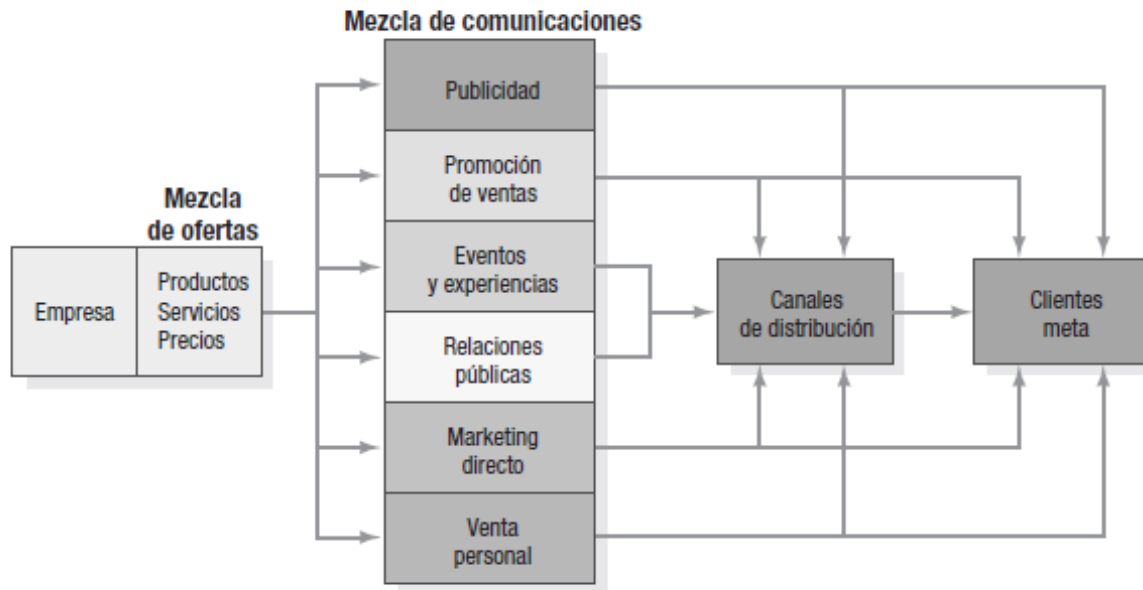 Mezcla de comunicaciones
Publicidad
Promoción
de ventas
Mezcla
de ofertas
Eventos
y experiencias
Empresa
Productos
Servicios
Precios
Canales
de distribución
Clientes
meta
Relaciones
públicas
Marketing
directo
Venta
personal